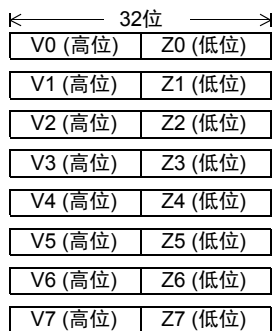 32位
V0 (高位) Z0 (低位)
V1 (高位) Z1 (低位)
V2 (高位) Z2 (低位)
V3 (高位) Z3 (低位)
V4 (高位) Z4 (低位)
V5 (高位) Z5 (低位)
V6 (高位) Z6 (低位)
V7 (高位) Z7 (低位)